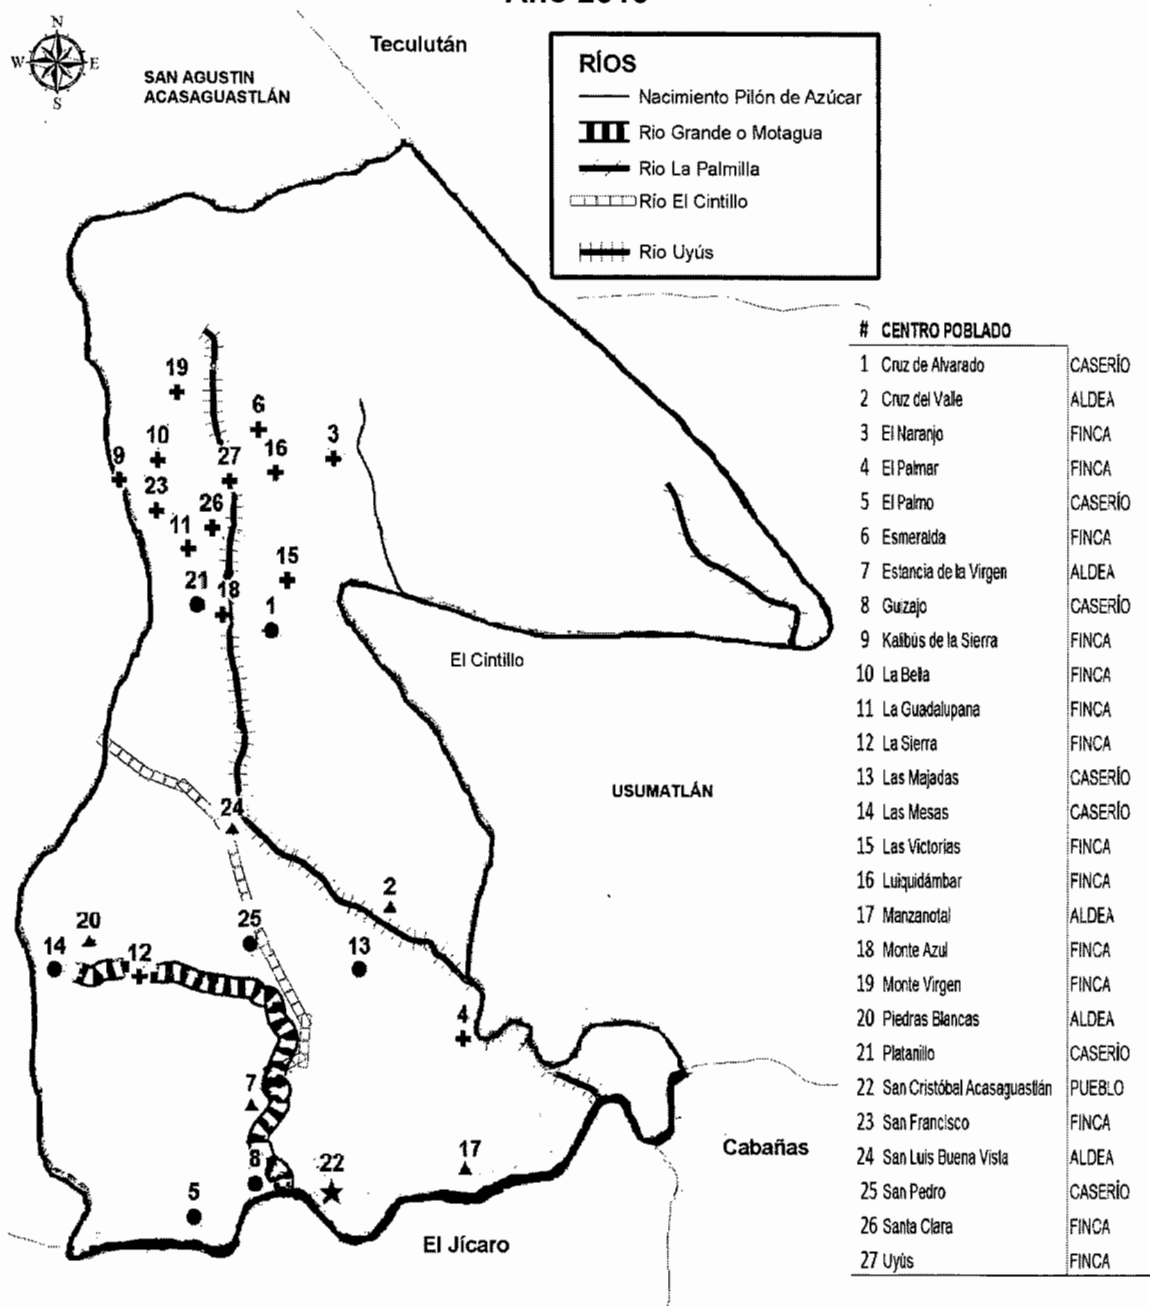 Año 2010
N
W
E
S
Teculután
SAN AGUSTIN
ACASAGUASTLÁN
RÍOS
Nacimiento Pilón de Azúcar
Rio Grande o Motagua
Rio La Palmilla
Río El Cintillo
Río Uyús
19
6
10
16
3
9
27
23
26
11
15
21
18
1
El Cintillo
USUMATLÁN
24
2
20
25
14
12
13
4
7
8
22
17
5
Cabañas
El Jícaro
# CENTRO POBLADO
1 Cruz de Alvarado CASERÍO
2 Cruz del Valle ALDEA
3 El Naranjo FINCA
4 El Palmar FINCA
5 El Palmo CASERÍO
6 Esmeralda FINCA
7 Estancia de la Virgen ALDEA
8 Guizajo CASERÍO
9 Kalibús de la Sierra FINCA
10 La Bella FINCA
11 La Guadalupana FINCA
12 La Sierra FINCA
13 Las Majadas CASERÍO
14 Las Mesas CASERÍO
15 Las Victorias FINCA
16 Luiquidámbar FINCA
17 Manzanotal ALDEA
18 Monte Azul FINCA
19 Monte Virgen FINCA
20 Piedras Blancas ALDEA
21 Platanillo CASERÍO
22 San Cristóbal Acasaguastlán PUEBLO
23 San Francisco FINCA
24 San Luis Buena Vista ALDEA
25 San Pedro CASERÍO
26 Santa Clara FINCA
27 Uyús FINCA